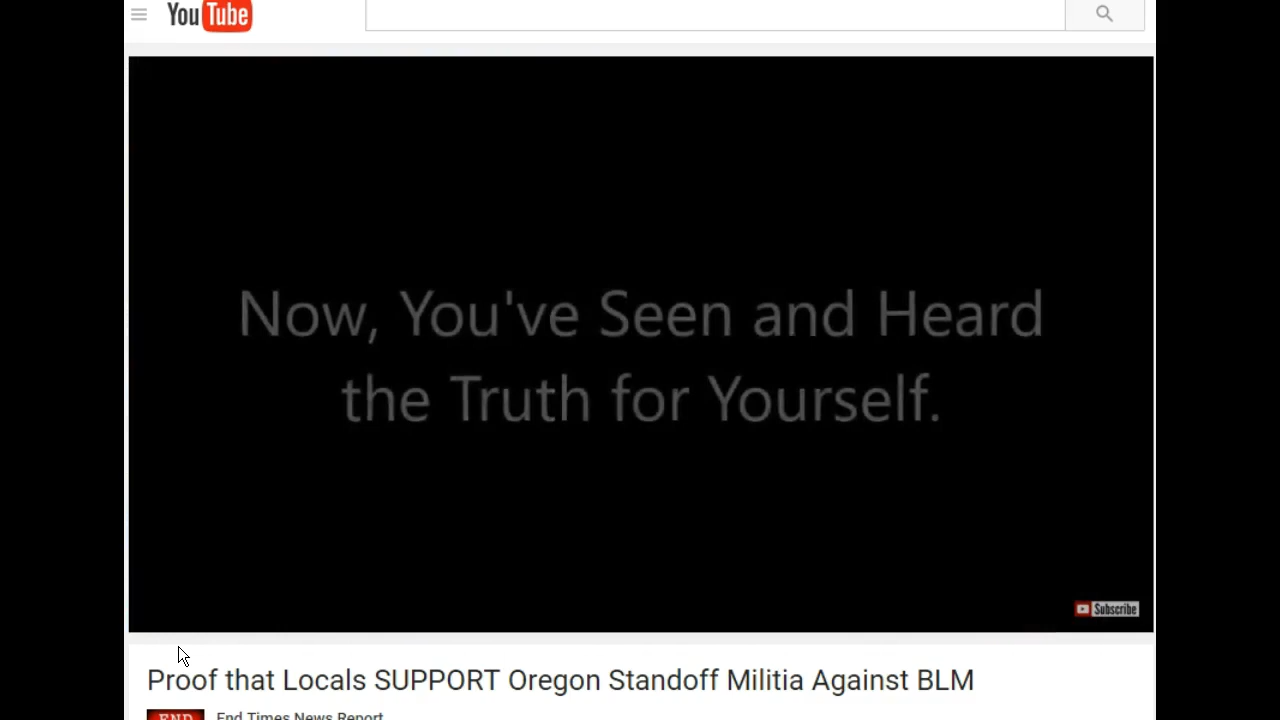 YouTube
Now, You've Seen and Heard
the Truth for Yourself.
Subscribe
Proof that Locals SUPPORT Oregon Standoff Militia Against BLM
END
End Times News Report